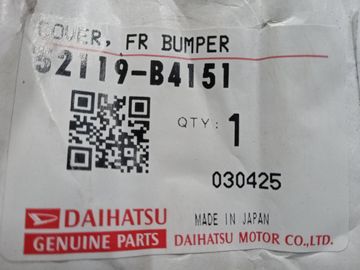 COVER, FR BUMPER
52119-B4151
QTY: 1
030425
DAIHATSU
MADE IN JAPAN
GENUINE PARTS
DAIHATSU MOTOR CO.,LTD.